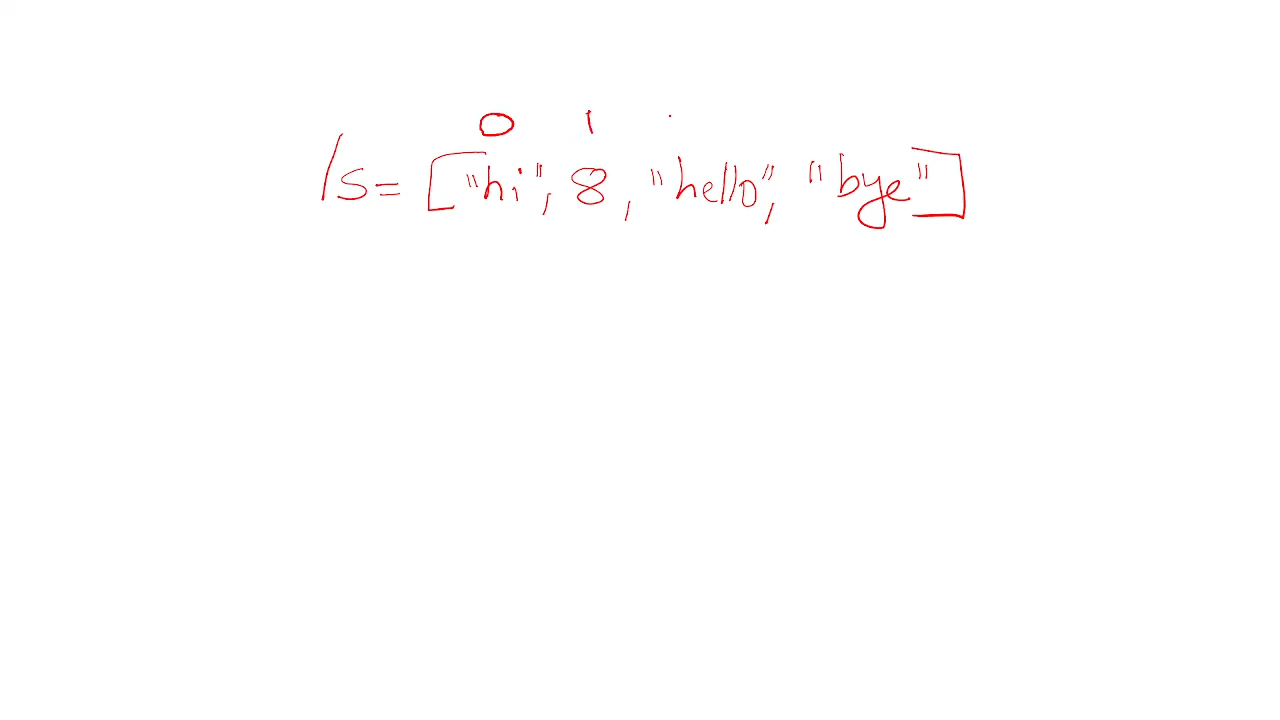 0 1
ls = ["hi", 8, "hello", "bye"]